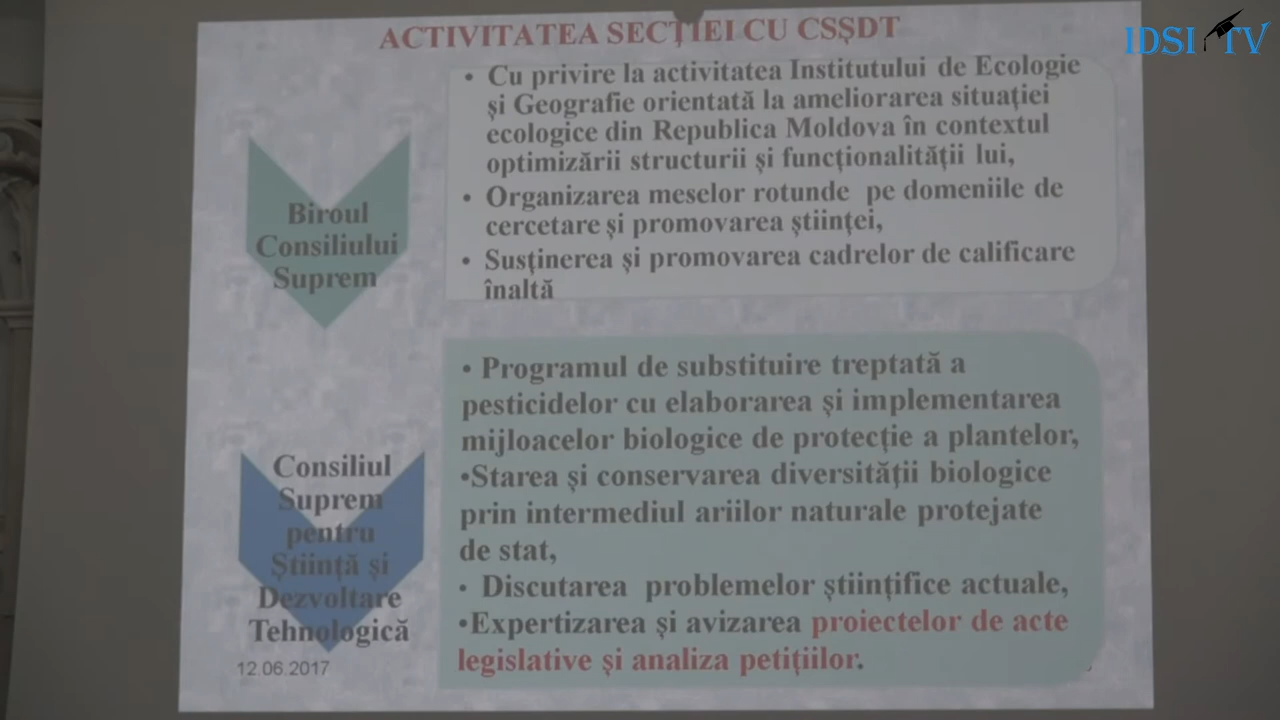 ACTIVITATEA SECȚIEI CU CSȘDT
IDSI TV
• Cu privire la activitatea Institutului de Ecologie
și Geografie orientată la ameliorarea situației
ecologice din Republica Moldova în contextul
optimizării structurii și funcționalității lui,
• Organizarea meselor rotunde pe domeniile de
cercetare și promovarea științei,
• Susținerea și promovarea cadrelor de calificare
înaltă
Biroul
Consiliului
Suprem
• Programul de substituire treptată a
pesticidelor cu elaborarea și implementarea
mijloacelor biologice de protecție a plantelor,
•Starea și conservarea diversității biologice
prin intermediul ariilor naturale protejate
de stat,
• Discutarea problemelor științifice actuale,
•Expertizarea și avizarea proiectelor de acte
legislative și analiza petițiilor.
Consiliul
Suprem
pentru
Știință și
Dezvoltare
Tehnologică
12.06.2017